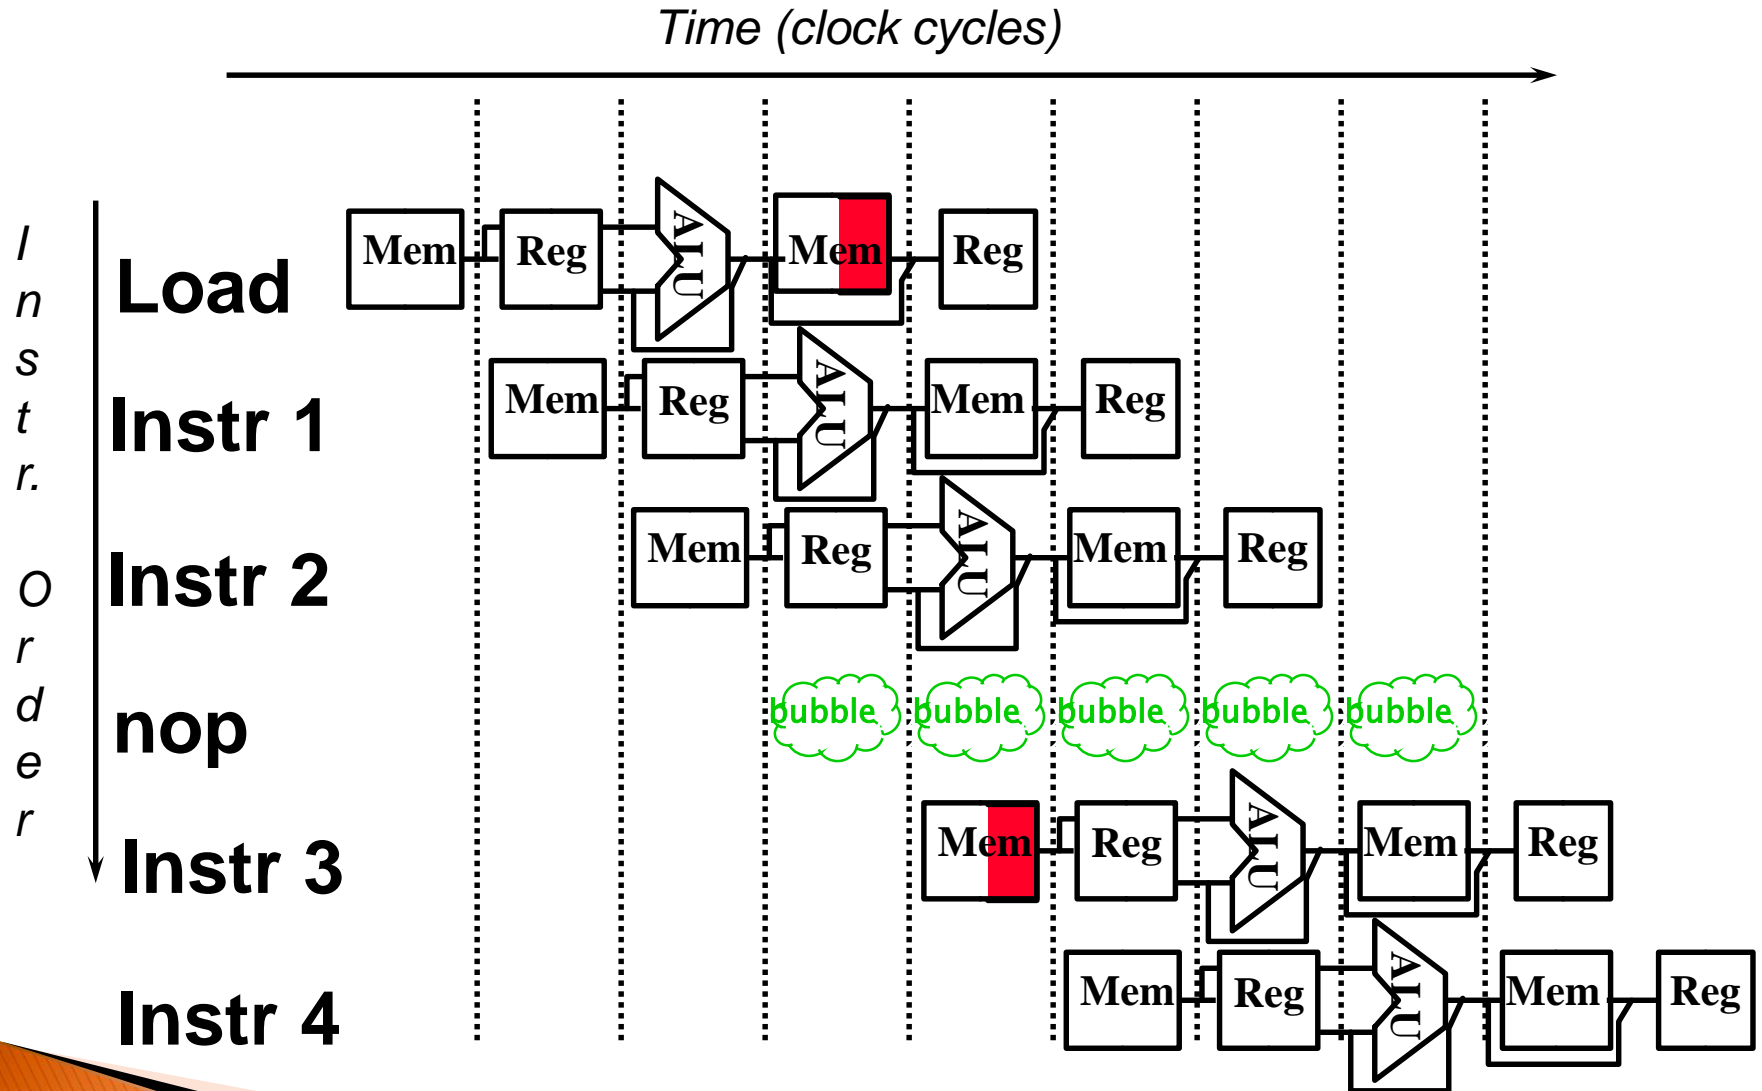 Time (clock cycles)
Instr. Order
Load Mem Reg ALU Mem Reg
Instr 1 Mem Reg ALU Mem Reg
Instr 2 Mem Reg ALU Mem Reg
nop bubble bubble bubble bubble bubble
Instr 3 Mem Reg ALU Mem Reg
Instr 4 Mem Reg ALU Mem Reg